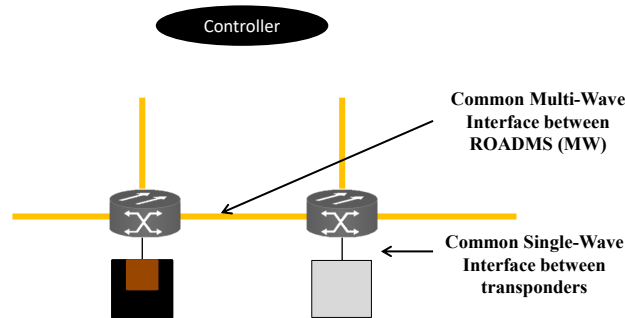 Controller
Common Multi-Wave
Interface between
ROADMS (MW)
Common Single-Wave
Interface between
transponders